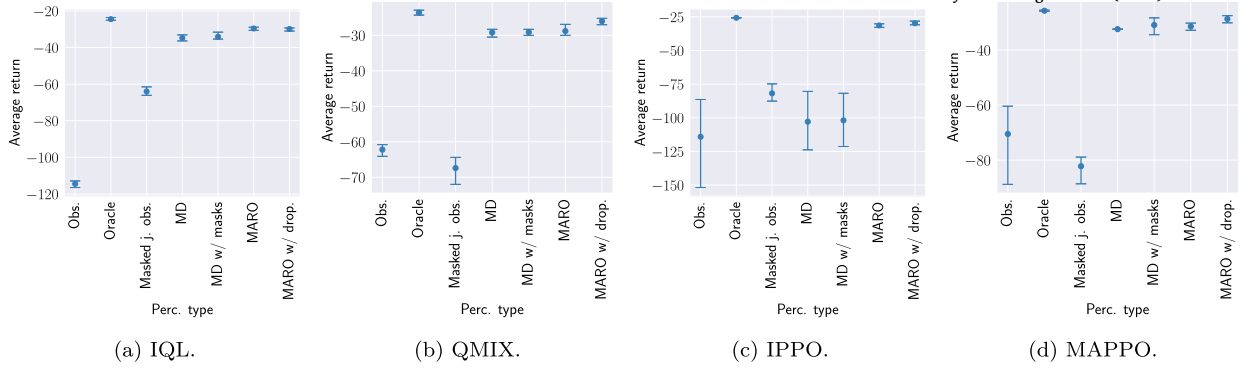 Average return
−20
−40
−60
−80
−100
−120
Obs.
Oracle
Masked j. obs.
MD
MD w/ masks
MARO
MARO w/ drop.
Perc. type
(a) IQL.
Average return
−30
−40
−50
−60
−70
Obs.
Oracle
Masked j. obs.
MD
MD w/ masks
MARO
MARO w/ drop.
Perc. type
(b) QMIX.
Average return
−25
−50
−75
−100
−125
−150
Obs.
Oracle
Masked j. obs.
MD
MD w/ masks
MARO
MARO w/ drop.
Perc. type
(c) IPPO.
Average return
−40
−60
−80
Obs.
Oracle
Masked j. obs.
MD
MD w/ masks
MARO
MARO w/ drop.
Perc. type
(d) MAPPO.